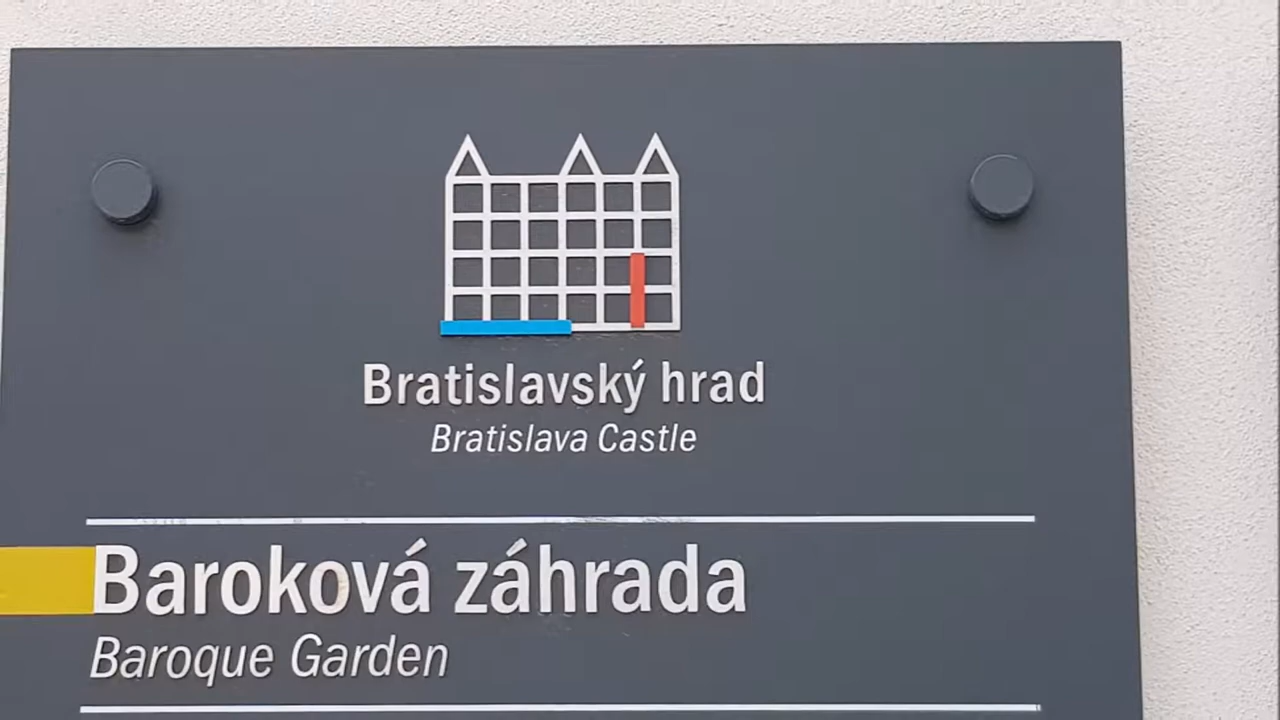 Bratislavský hrad
Bratislava Castle
Baroková záhrada
Baroque Garden